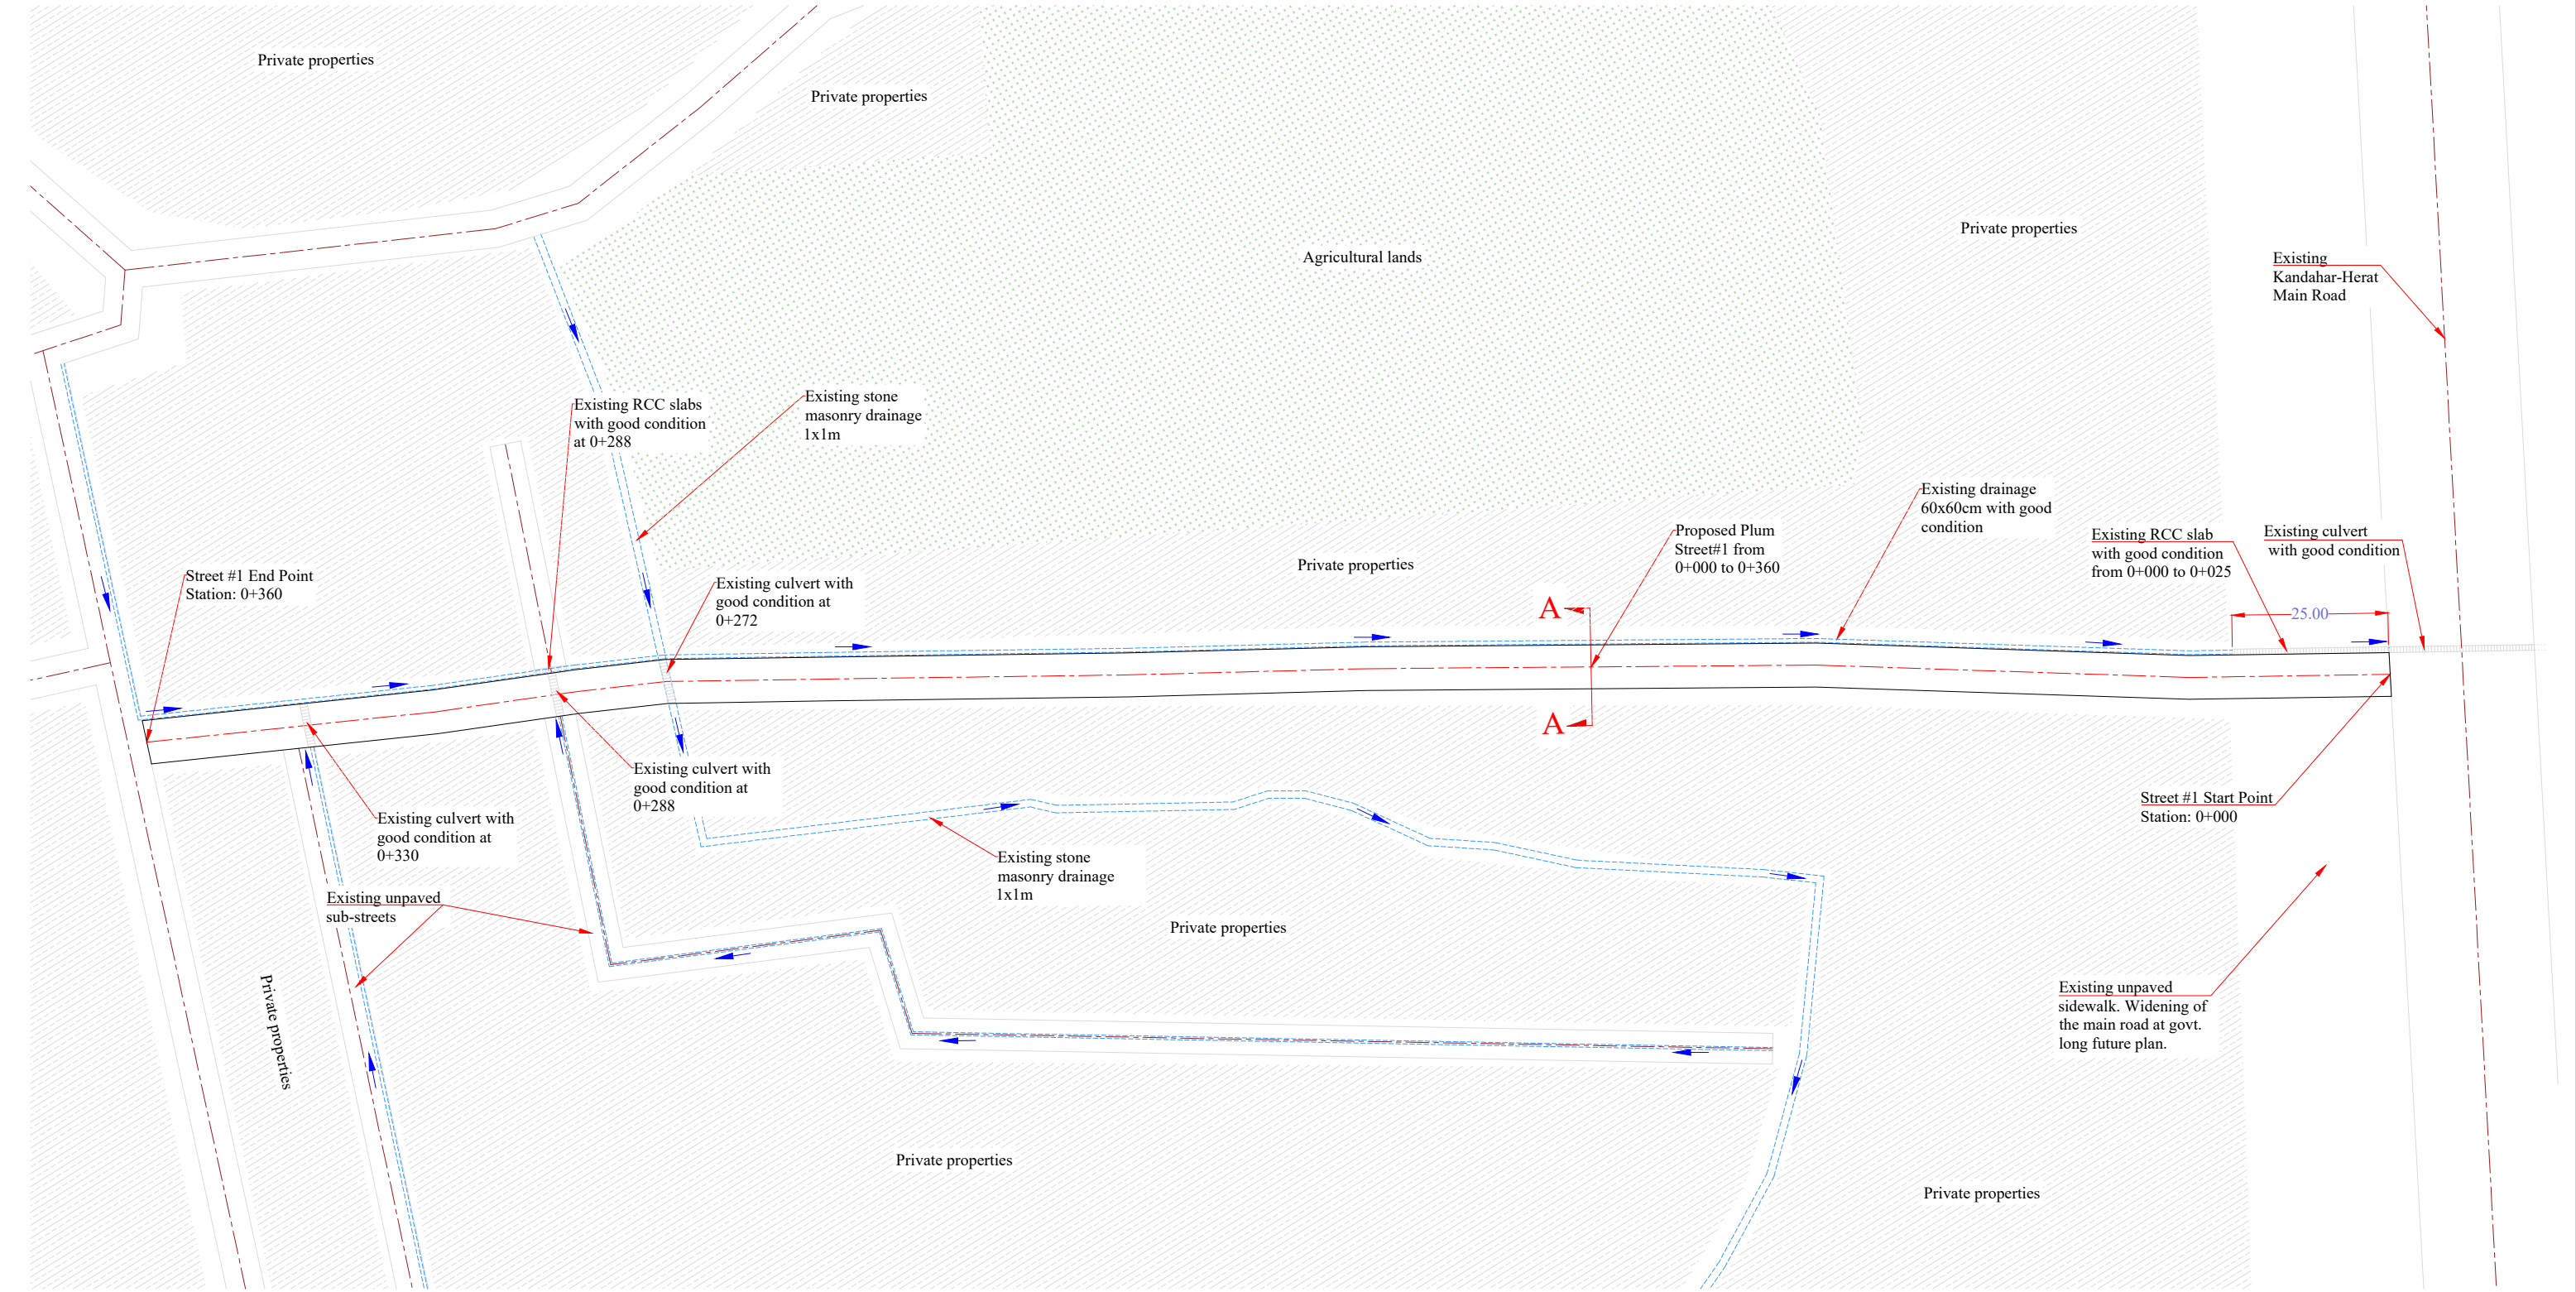 Private properties
Private properties
Private properties
Agricultural lands
Existing
Kandahar-Herat
Main Road
Existing RCC slabs
with good condition
at 0+288
Existing stone
masonry drainage
1x1m
Existing drainage
60x60cm with good
condition
Proposed Plum
Street#1 from
0+000 to 0+360
Existing RCC slab
with good condition
from 0+000 to 0+025
Existing culvert
with good condition
Private properties
Street #1 End Point
Station: 0+360
Existing culvert with
good condition at
0+272
A
25.00
A
Existing culvert with
good condition at
0+288
Street #1 Start Point
Station: 0+000
Existing culvert with
good condition at
0+330
Existing stone
masonry drainage
1x1m
Existing unpaved
sub-streets
Private properties
Private properties
Existing unpaved
sidewalk. Widening of
the main road at govt.
long future plan.
Private properties
Private properties